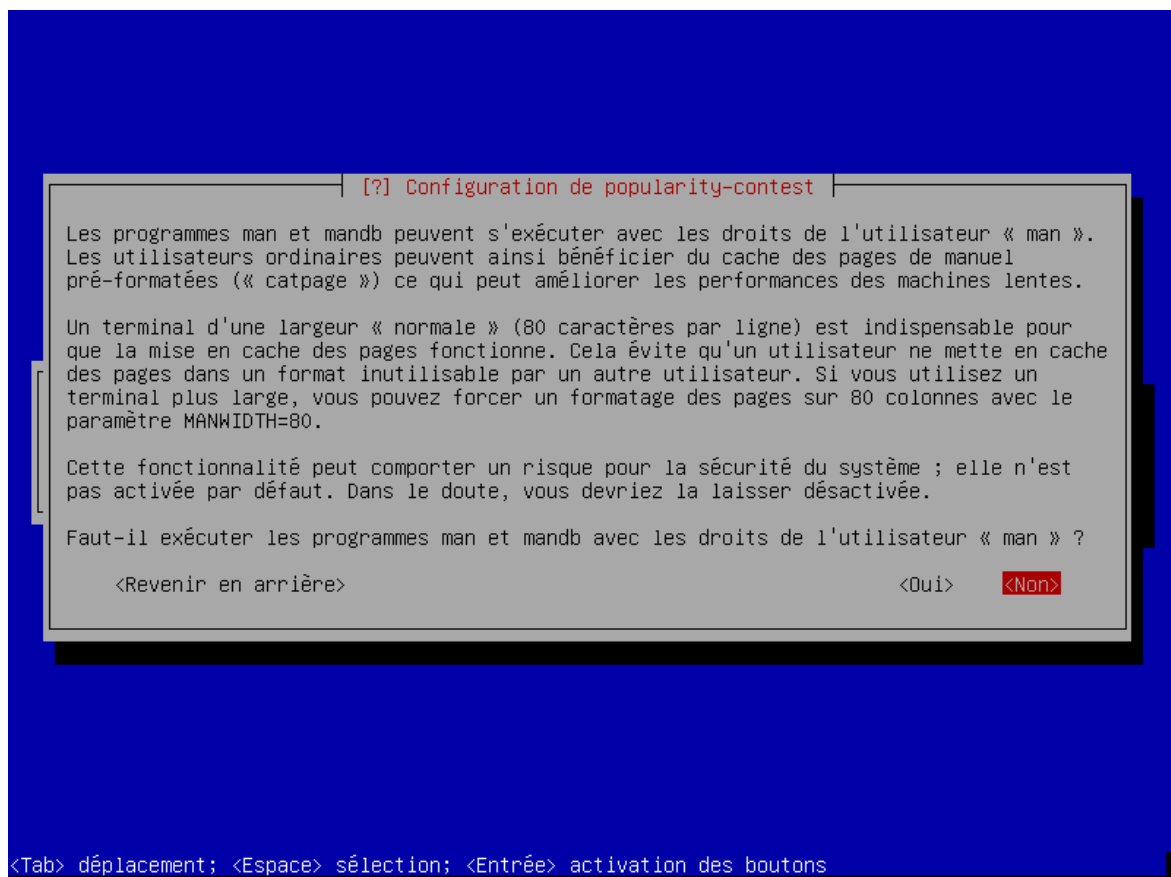 [?] Configuration de popularity-contest
Les programmes man et mandb peuvent s'exécuter avec les droits de l'utilisateur « man ».
Les utilisateurs ordinaires peuvent ainsi bénéficier du cache des pages de manuel
pré-formatées (« catpage ») ce qui peut améliorer les performances des machines lentes.
Un terminal d'une largeur « normale » (80 caractères par ligne) est indispensable pour
que la mise en cache des pages fonctionne. Cela évite qu'un utilisateur ne mette en cache
des pages dans un format inutilisable par un autre utilisateur. Si vous utilisez un
terminal plus large, vous pouvez forcer un formatage des pages sur 80 colonnes avec le
paramètre MANWIDTH=80.
Cette fonctionnalité peut comporter un risque pour la sécurité du système ; elle n'est
pas activée par défaut. Dans le doute, vous devriez la laisser désactivée.
Faut-il exécuter les programmes man et mandb avec les droits de l'utilisateur « man » ?
<Revenir en arrière> <Oui> <Non>
<Tab> déplacement; <Espace> sélection; <Entrée> activation des boutons